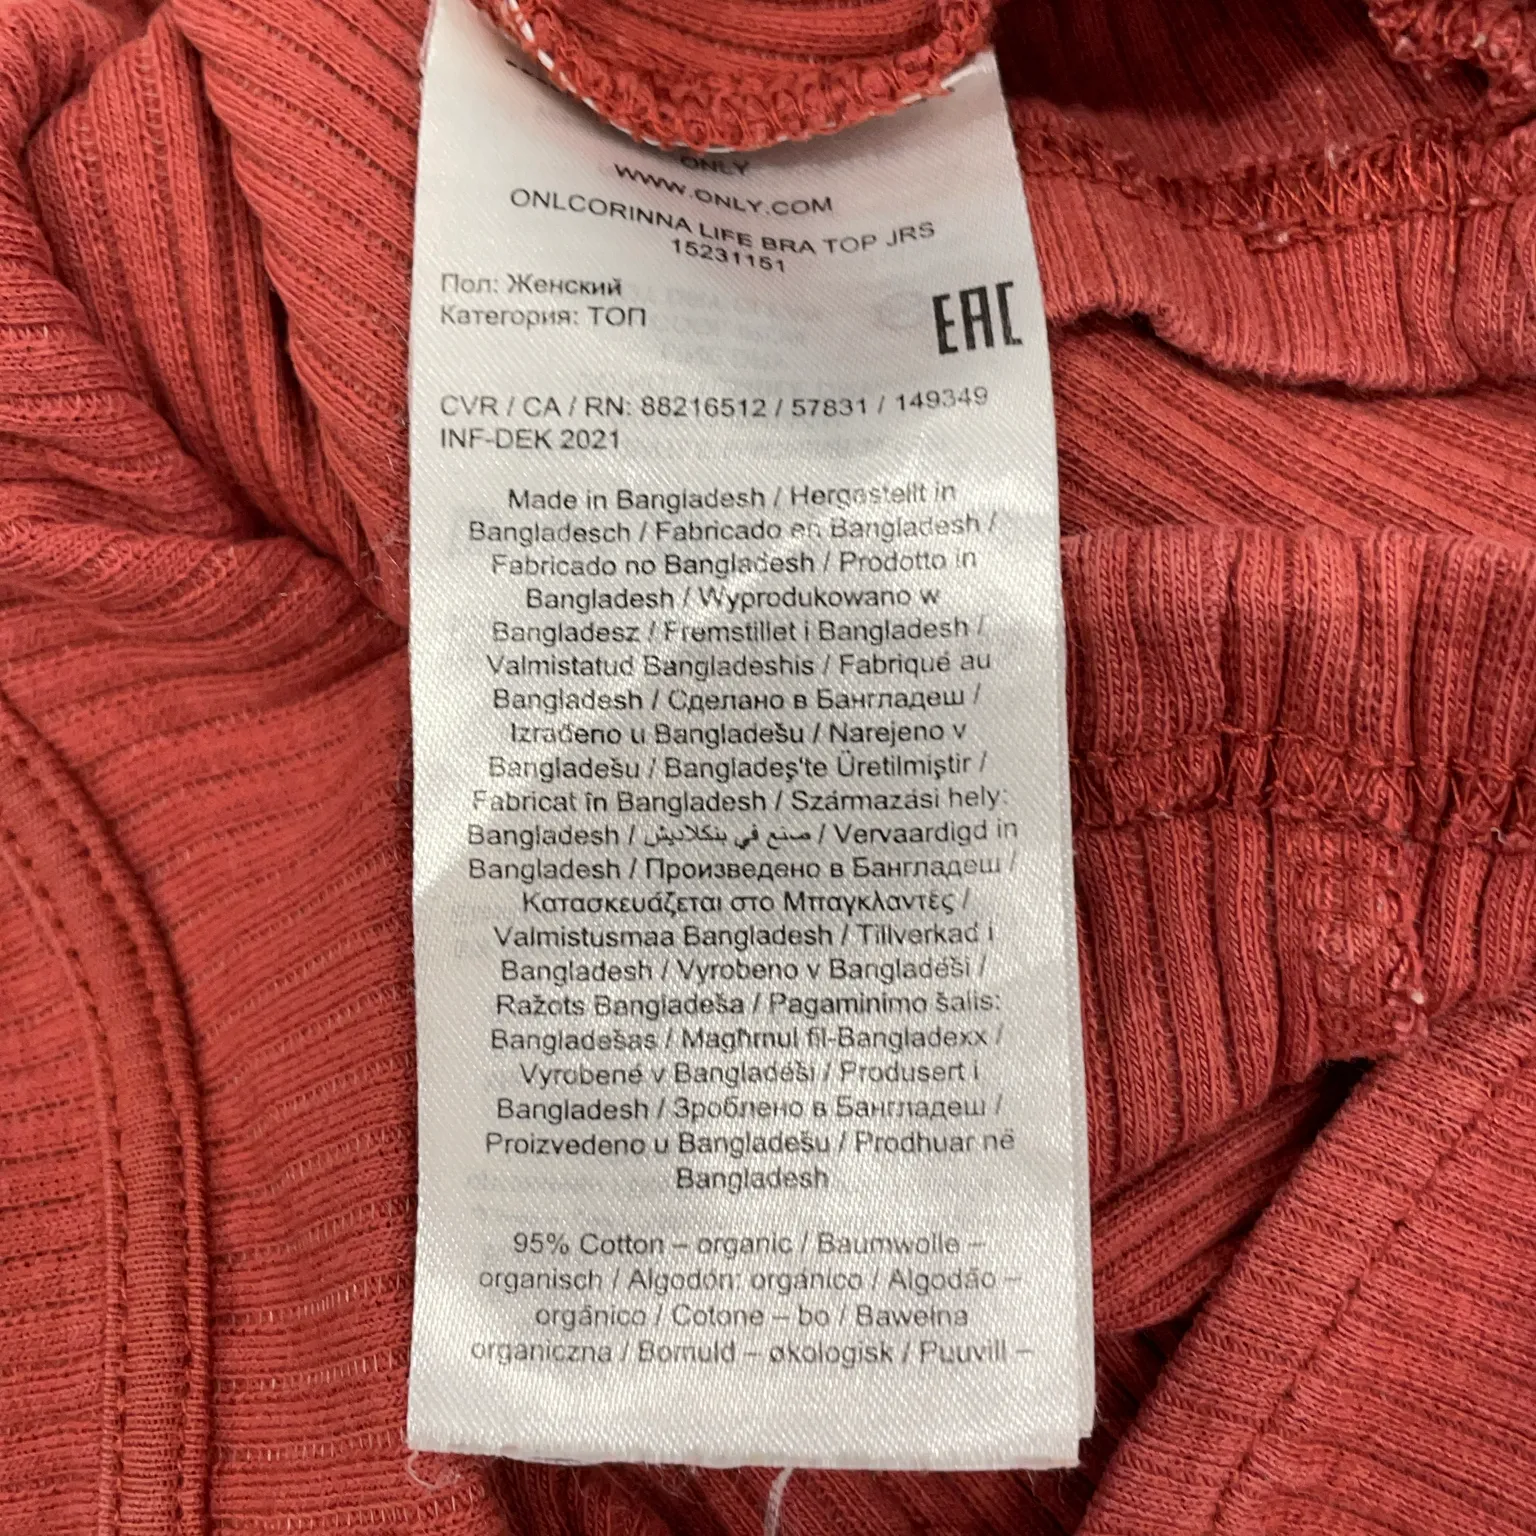 ONLY
WWW.ONLY.COM
ONLCORINNA LIFE BRA TOP JRS
15231151
Пол: Женский
Категория: ТОП
EAC
CVR / CA / RN: 88216512 / 57831 / 149349
INF-DEK 2021
Made in Bangladesh / Hergestellt in
Bangladesch / Fabricado en Bangladesh /
Fabricado no Bangladesh / Prodotto in
Bangladesh / Wyprodukowano w
Bangladesz / Fremstillet i Bangladesh /
Valmistatud Bangladeshis / Fabriqué au
Bangladesh / Сделано в Бангладеш /
Izrađeno u Bangladešu / Narejeno v
Bangladešu / Bangladeş'te Üretilmiştir /
Fabricat în Bangladesh / Származási hely:
Bangladesh / صنع في بنكلاديش / Vervaardigd in
Bangladesh / Произведено в Бангладеш /
Κατασκευάζεται στο Μπαγκλαντές /
Valmistusmaa Bangladesh / Tillverkad i
Bangladesh / Vyrobeno v Bangladéši /
Ražots Bangladeša / Pagaminimo šalis:
Bangladešas / Magħmul fil-Bangladexx /
Vyrobené v Bangladéši / Produsert i
Bangladesh / Зроблено в Бангладеш /
Proizvedeno u Bangladešu / Prodhuar në
Bangladesh
95% Cotton – organic / Baumwolle –
organisch / Algodón: orgánico / Algodão –
orgânico / Cotone – bo / Bawełna
organiczna / Bomuld – økologisk / Puuvill –